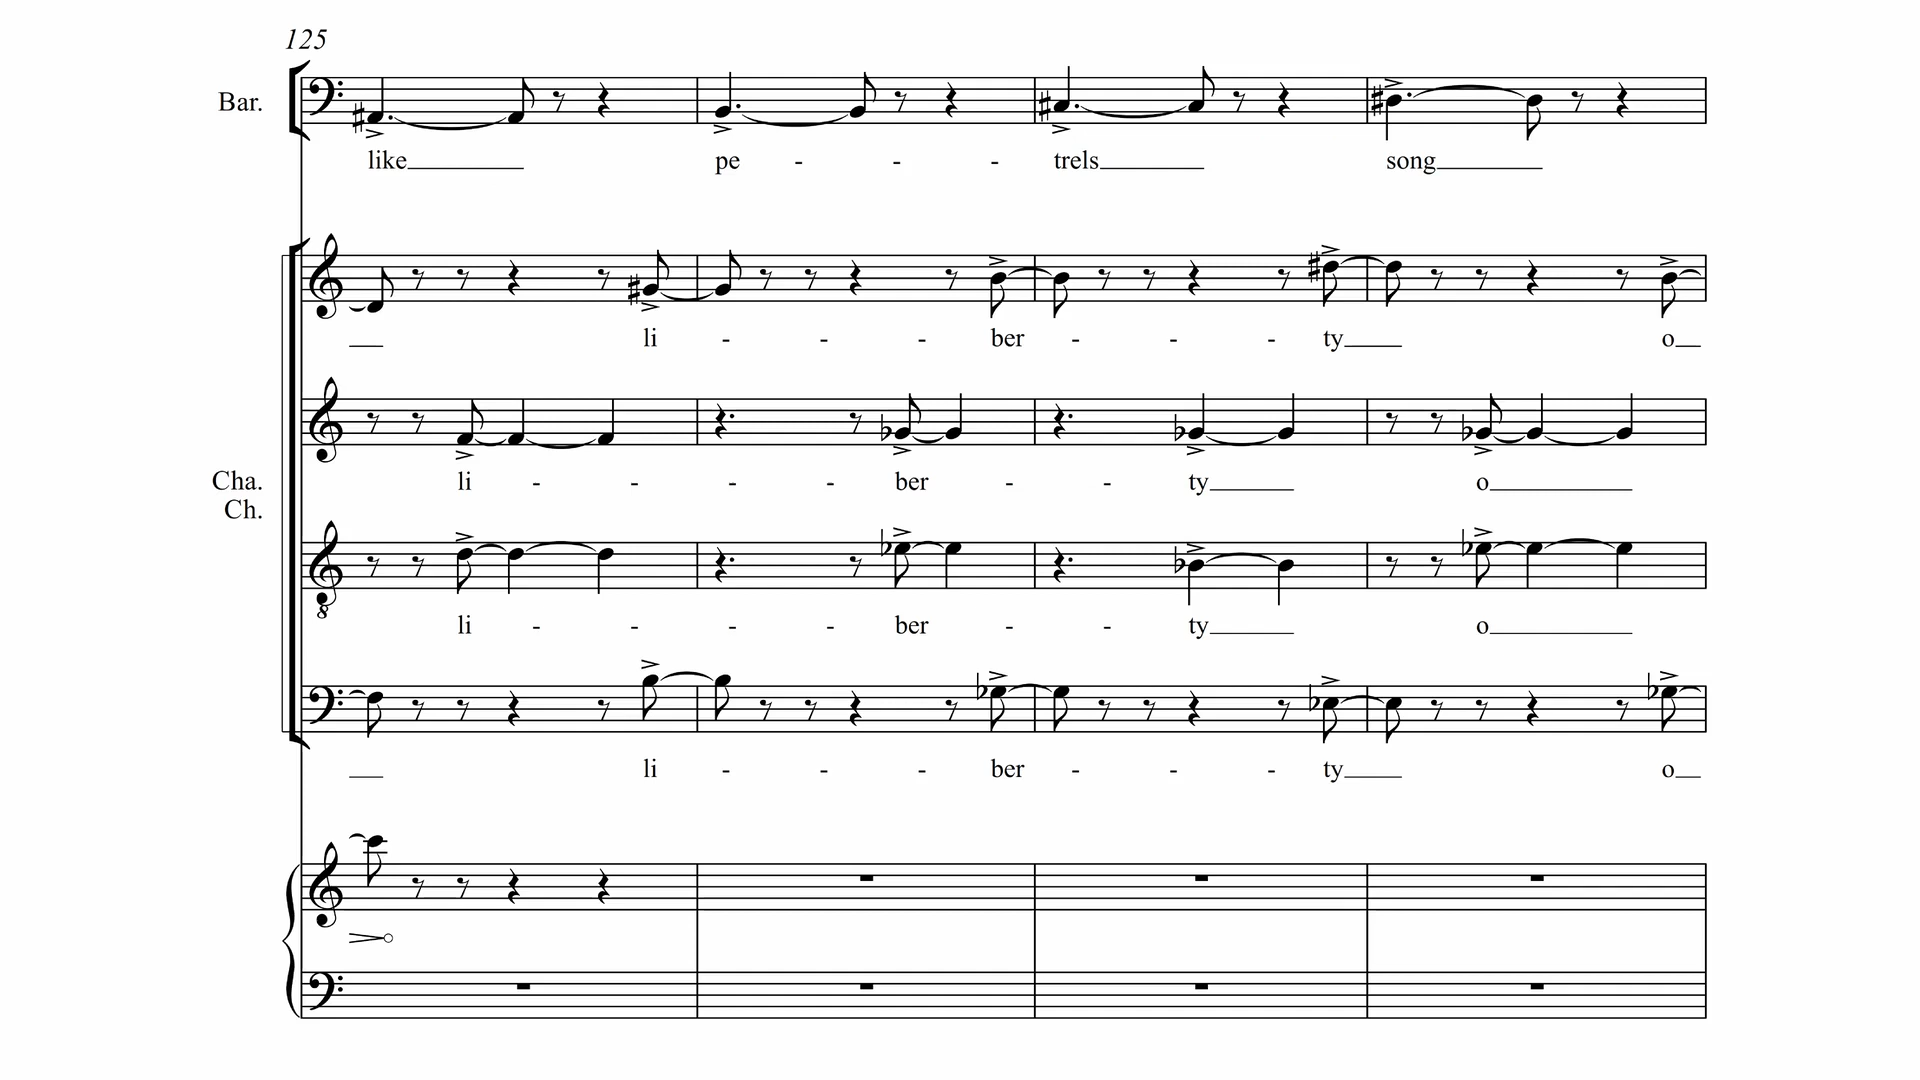 125
Bar.
like pe - - - trels song
li - - - ber - - - ty o
Cha.
Ch.
li - - - - ber - - ty o
8
li - - - - ber - - ty o
li - - - ber - - - ty o